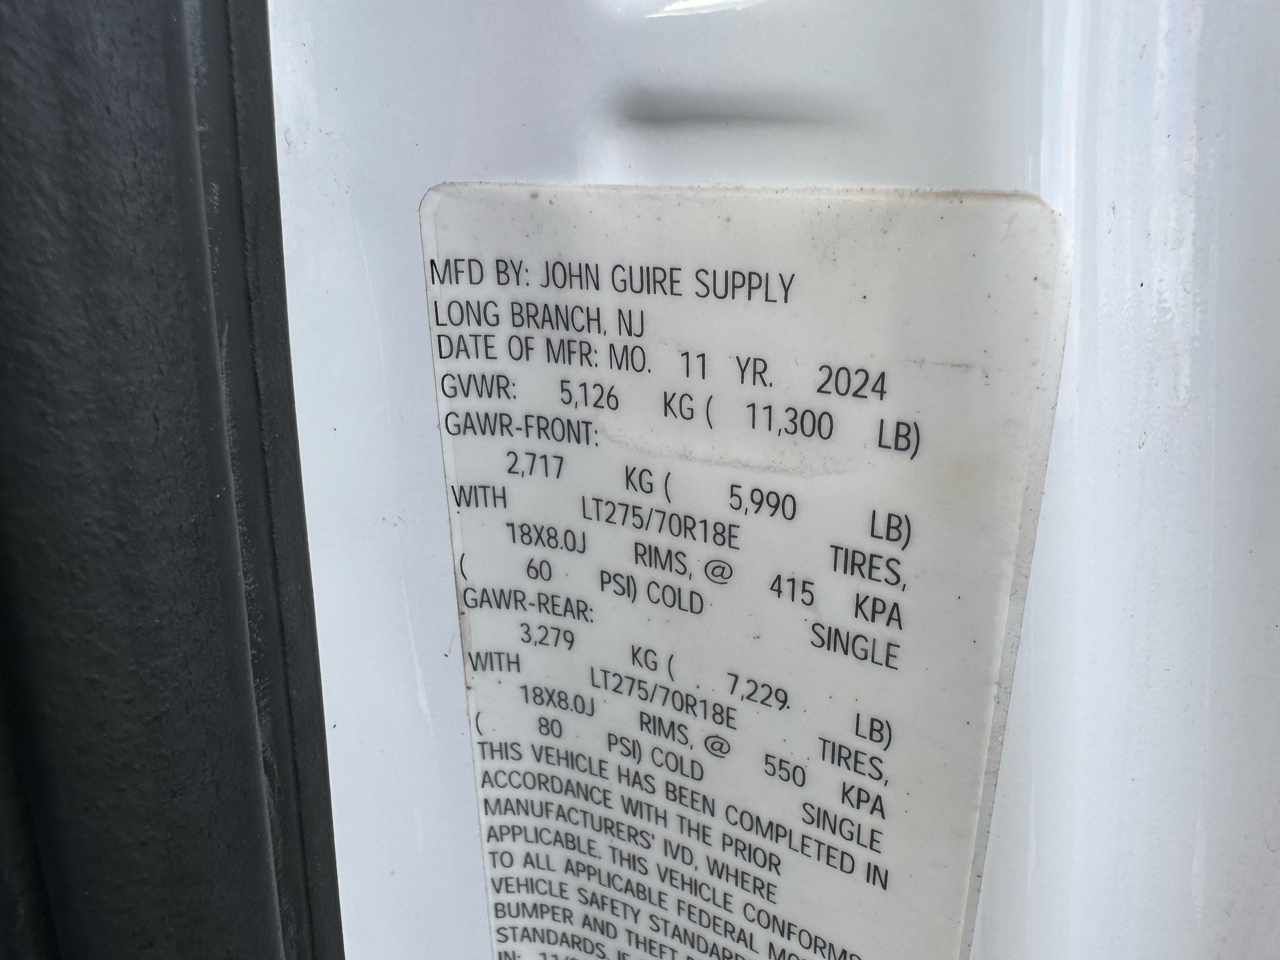 MFD BY: JOHN GUIRE SUPPLY
LONG BRANCH, NJ
DATE OF MFR: MO. 11 YR. 2024
GVWR: 5,126 KG ( 11,300 LB)
GAWR-FRONT:
2,717 KG ( 5,990 LB)
WITH LT275/70R18E TIRES,
18X8.0J RIMS, @ 415 KPA
( 60 PSI) COLD SINGLE
GAWR-REAR:
3,279 KG ( 7,229 LB)
WITH LT275/70R18E TIRES,
18X8.0J RIMS, @ 550 KPA
( 80 PSI) COLD SINGLE
THIS VEHICLE HAS BEEN COMPLETED IN
ACCORDANCE WITH THE PRIOR
MANUFACTURERS' IVD, WHERE
APPLICABLE. THIS VEHICLE CONFORMS
TO ALL APPLICABLE FEDERAL
VEHICLE SAFETY
BUMPER AND THEFT
STANDARDS,
IN: